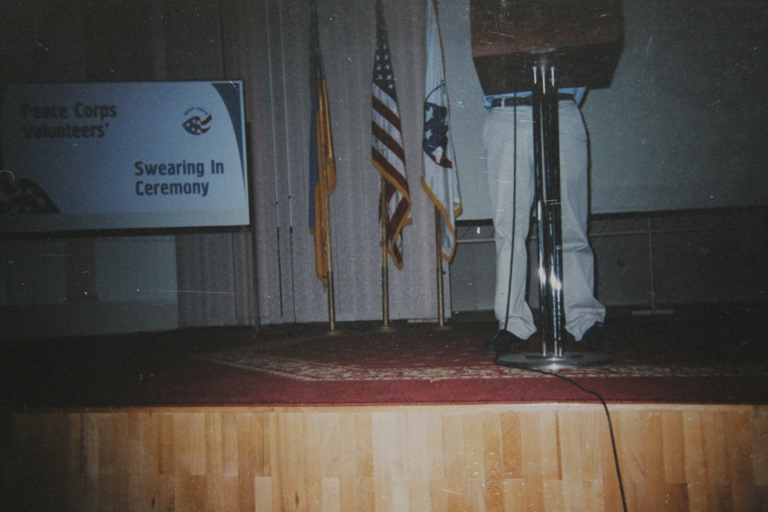 Peace Corps
Volunteers'
Swearing In
Ceremony